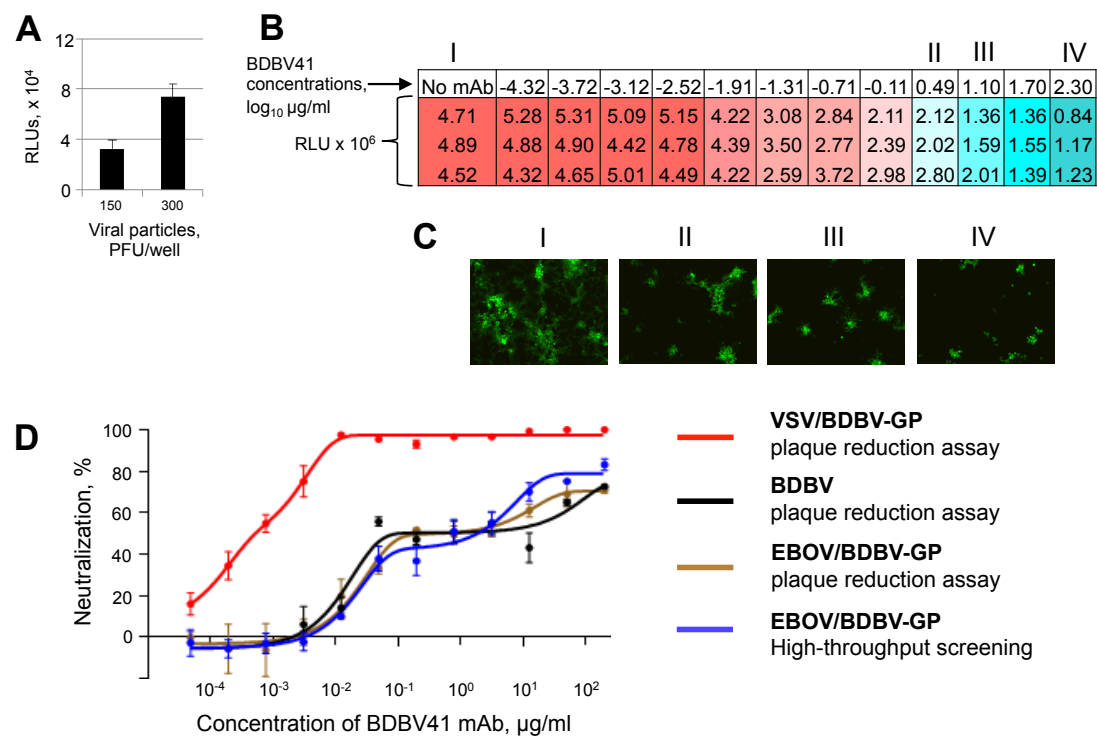 A
12
8
4
0
RLUs, x 10⁴
150 300
Viral particles,
PFU/well
B
I II III IV
BDBV41
concentrations,
log₁₀ µg/ml
No mAb -4.32 -3.72 -3.12 -2.52 -1.91 -1.31 -0.71 -0.11 0.49 1.10 1.70 2.30
RLU x 10⁶
4.71 5.28 5.31 5.09 5.15 4.22 3.08 2.84 2.11 2.12 1.36 1.36 0.84
4.89 4.88 4.90 4.42 4.78 4.39 3.50 2.77 2.39 2.02 1.59 1.55 1.17
4.52 4.32 4.65 5.01 4.49 4.22 2.59 3.72 2.98 2.80 2.01 1.39 1.23
C
I II III IV
D
100
80
60
40
20
0
Neutralization, %
10⁻⁴ 10⁻³ 10⁻² 10⁻¹ 10⁰ 10¹ 10²
Concentration of BDBV41 mAb, µg/ml
VSV/BDBV-GP
plaque reduction assay
BDBV
plaque reduction assay
EBOV/BDBV-GP
plaque reduction assay
EBOV/BDBV-GP
High-throughput screening